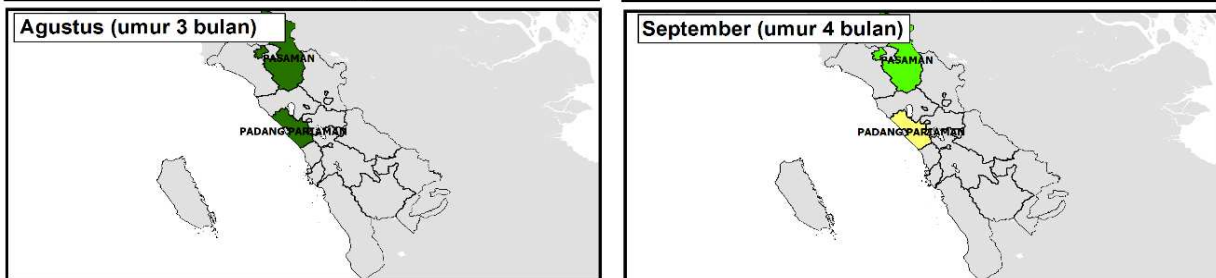 Agustus (umur 3 bulan)
PASAMAN
PADANG PARIAMAN
September (umur 4 bulan)
PASAMAN
PADANG PARIAMAN